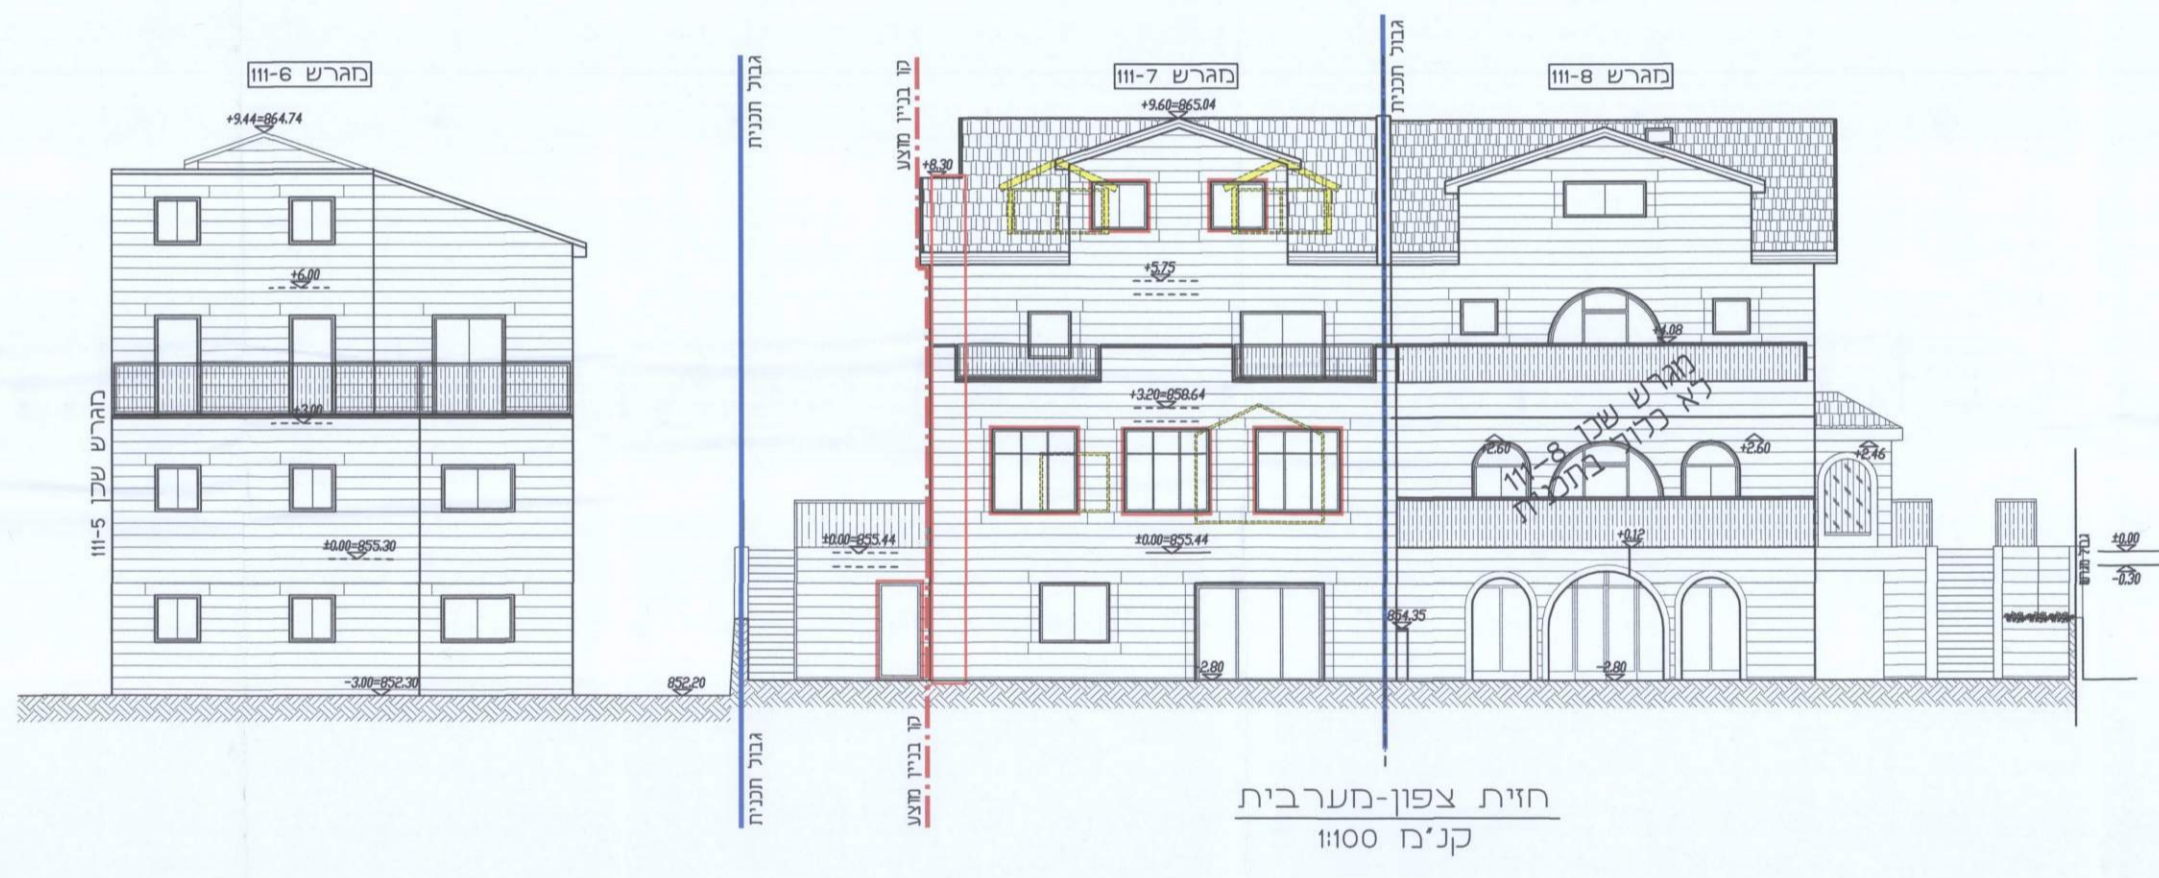 מגרש 111-6
+9.44=864.74
+6.00
+3.00
±0.00=855.30
-3.00=852.30
852.20
מגרש שכן 111-5
גבול תכנית
גבול תכנית
קו בניין מוצע
קו בניין מוצע
מגרש 111-7
+9.60=865.04
+8.30
+5.75
+3.20=858.64
±0.00=855.44
±0.00=855.44
-2.80
גבול תכנית
854.35
מגרש 111-8
+4.08
מגרש שכן 111-8
לא כלול בתכנית
+2.60
+2.60
+2.46
+0.12
-2.80
גבול מגרש
±0.00
-0.30
חזית צפון-מערבית
קנ"מ 1:100